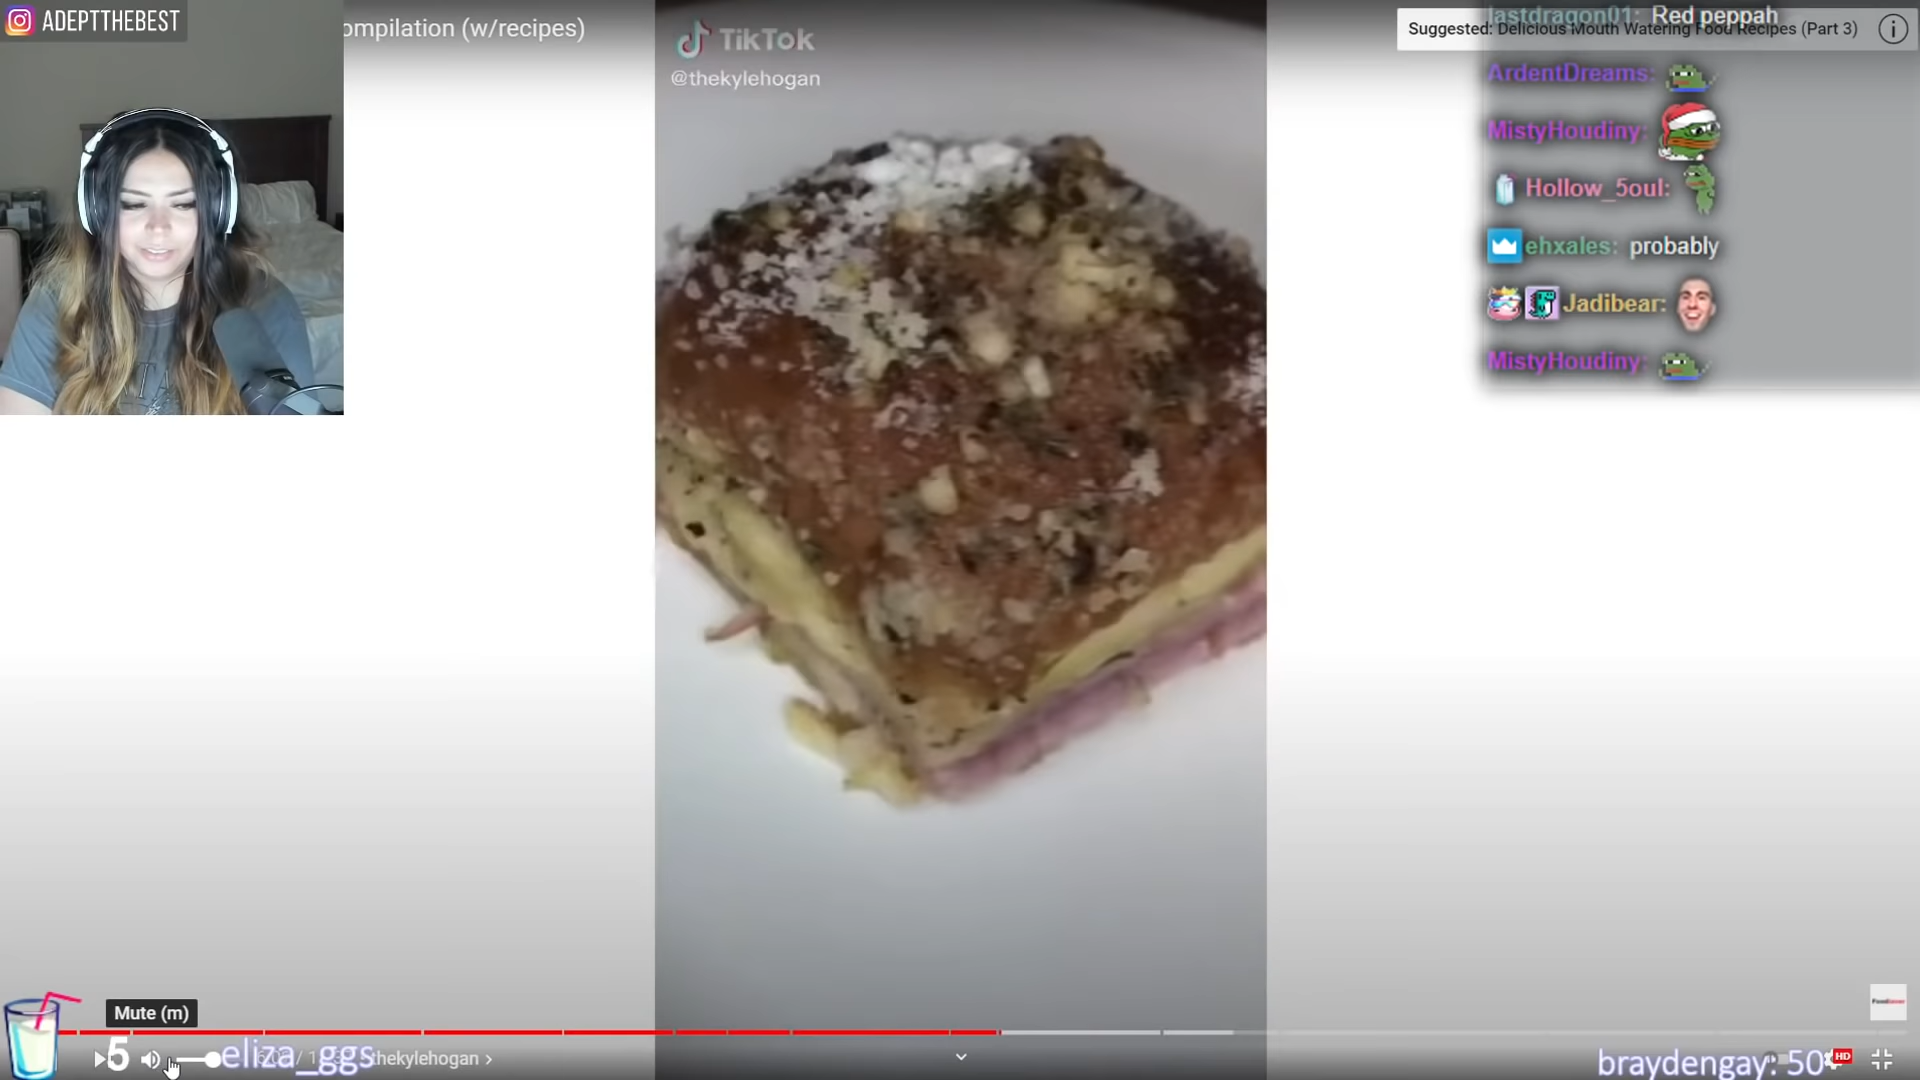 ADEPTTHEBEST
ompilation (w/recipes)
TikTok
@thekylehogan
lastdragon01: Red peppah
Suggested: Delicious Mouth Watering Food Recipes (Part 3)
ArdentDreams:
MistyHoudiny:
Hollow_5oul:
ehxales: probably
Jadibear:
MistyHoudiny:
Mute (m)
5
eliza_ggs
thekylehogan
braydengay: 50
HD